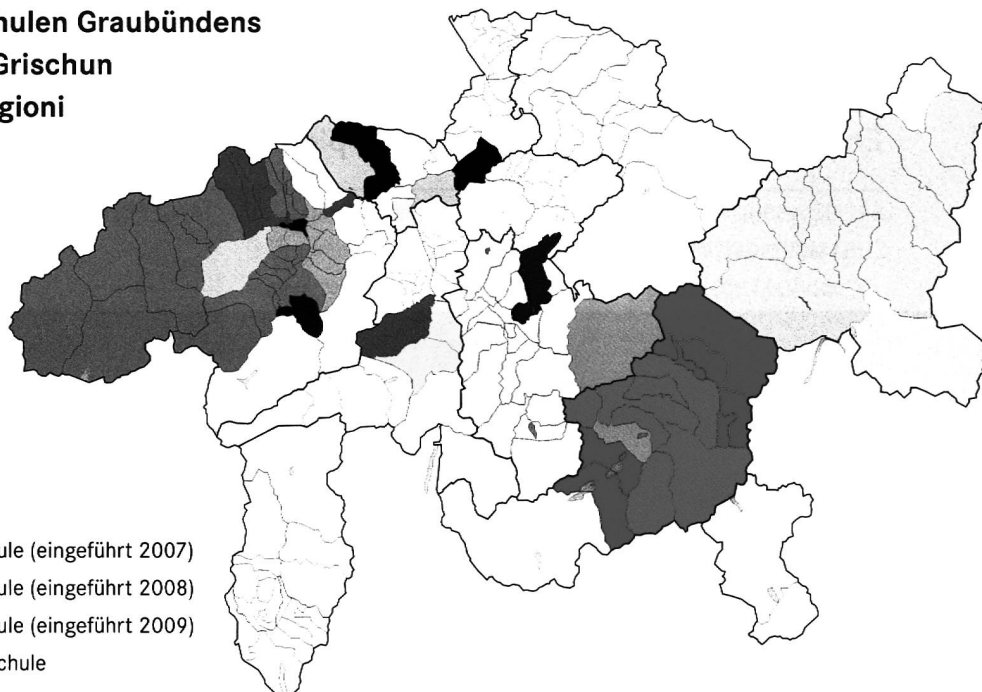 hulen Graubündens
Grischun
gioni
ule (eingeführt 2007)
ule (eingeführt 2008)
ule (eingeführt 2009)
chule